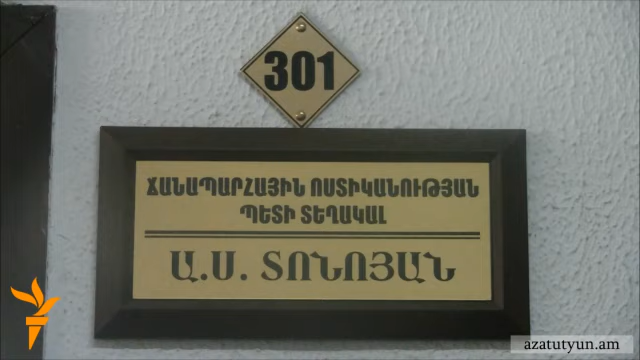 301
ՃԱՆԱՊԱՐՀԱՅԻՆ ՈՍՏԻԿԱՆՈՒԹՅԱՆ
ՊԵՏԻ ՏԵՂԱԿԱԼ
Ա.Ս. ՏՈՆՈՅԱՆ
azatutyun.am